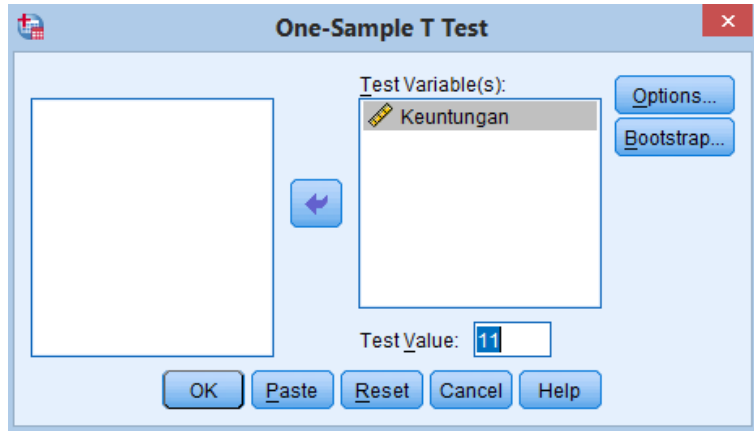 One-Sample T Test
Test Variable(s):
Keuntungan
Options...
Bootstrap...
Test Value: 11
OK Paste Reset Cancel Help